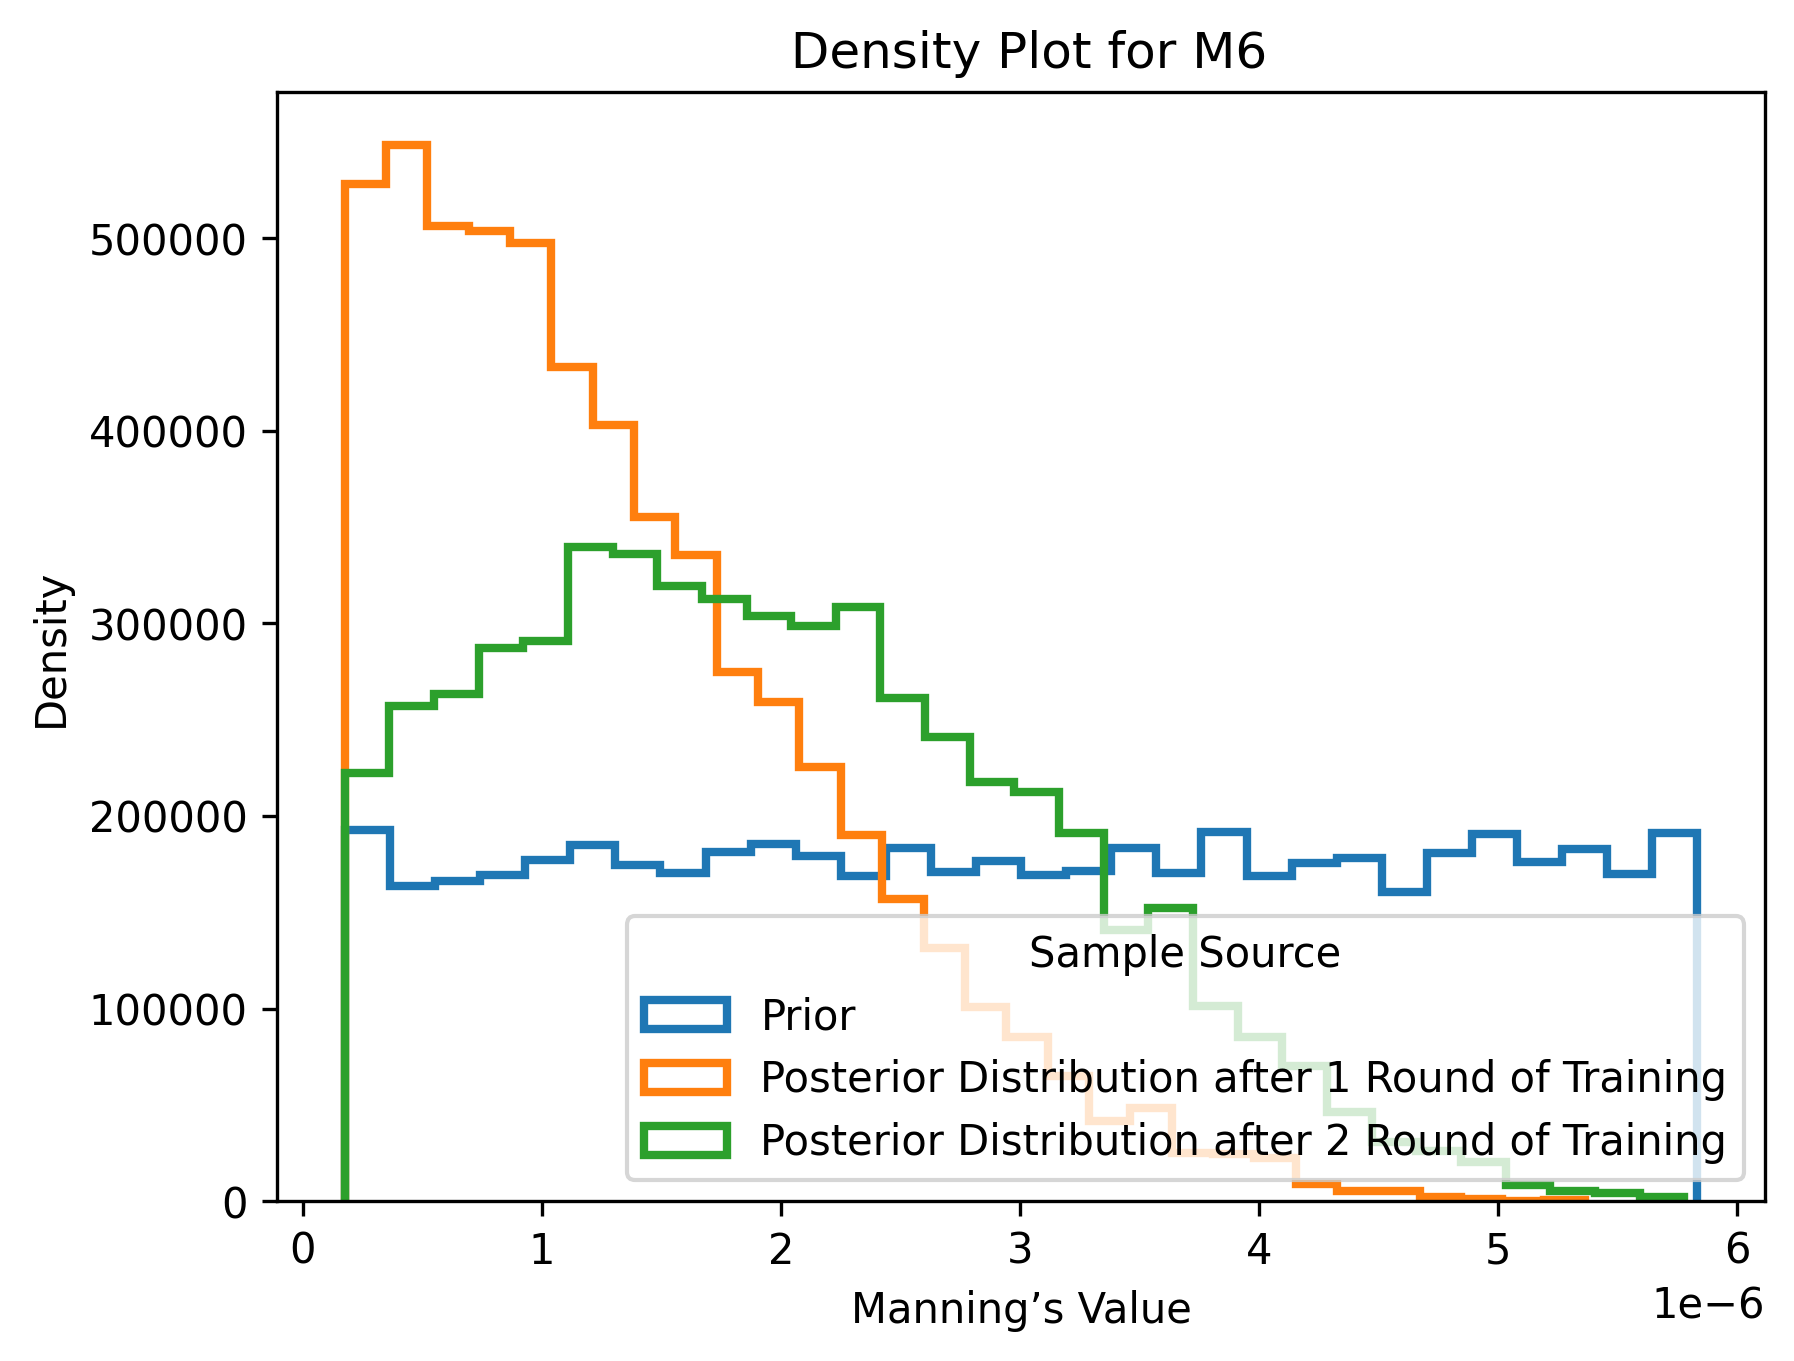 Density Plot for M6
Density
500000
400000
300000
200000
100000
0
Sample Source
Prior
Posterior Distribution after 1 Round of Training
Posterior Distribution after 2 Round of Training
0 1 2 3 4 5 6
1e−6
Manning’s Value